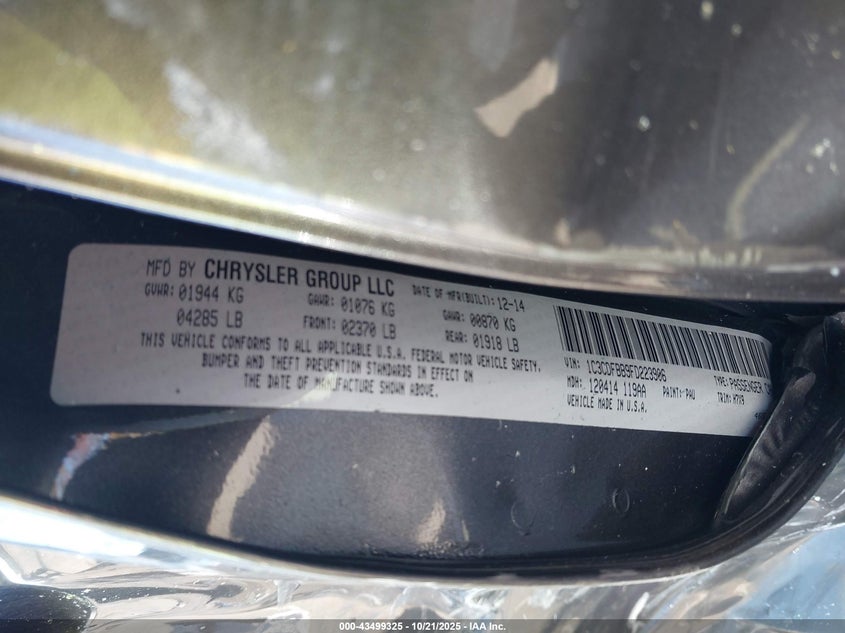 MFD BY CHRYSLER GROUP LLC DATE OF MFR(BUILT): 12-14
GVWR: 01944 KG GAWR: 01076 KG GAWR: 00870 KG
04285 LB FRONT: 02370 LB REAR: 01918 LB
THIS VEHICLE CONFORMS TO ALL APPLICABLE U.S.A. FEDERAL MOTOR VEHICLE SAFETY,
BUMPER AND THEFT PREVENTION STANDARDS IN EFFECT ON
THE DATE OF MANUFACTURE SHOWN ABOVE.
VIN: 1C3CDFBB9FD223906 TYPE: PASSENGER
MDH: 120414 119AA PAINT: PAU TRIM: H7X9
VEHICLE MADE IN U.S.A.
000-43499325 - 10/21/2025 - IAA Inc.